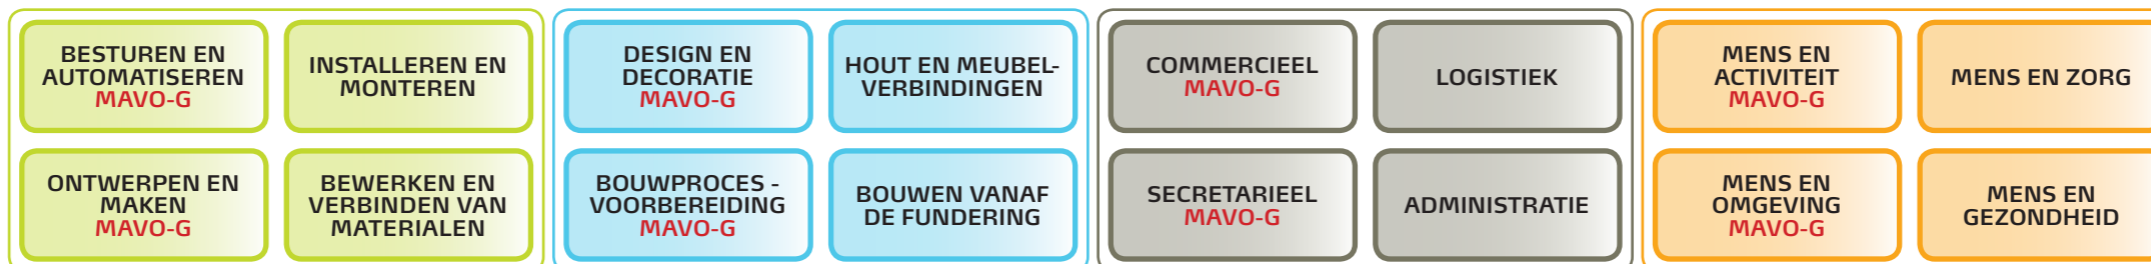 BESTUREN EN
AUTOMATISEREN
MAVO-G
INSTALLEREN EN
MONTEREN
ONTWERPEN EN
MAKEN
MAVO-G
BEWERKEN EN
VERBINDEN VAN
MATERIALEN
DESIGN EN
DECORATIE
MAVO-G
HOUT EN MEUBEL-
VERBINDINGEN
BOUWPROCES -
VOORBEREIDING
MAVO-G
BOUWEN VANAF
DE FUNDERING
COMMERCIEEL
MAVO-G
LOGISTIEK
SECRETARIEEL
MAVO-G
ADMINISTRATIE
MENS EN
ACTIVITEIT
MAVO-G
MENS EN ZORG
MENS EN
OMGEVING
MAVO-G
MENS EN
GEZONDHEID